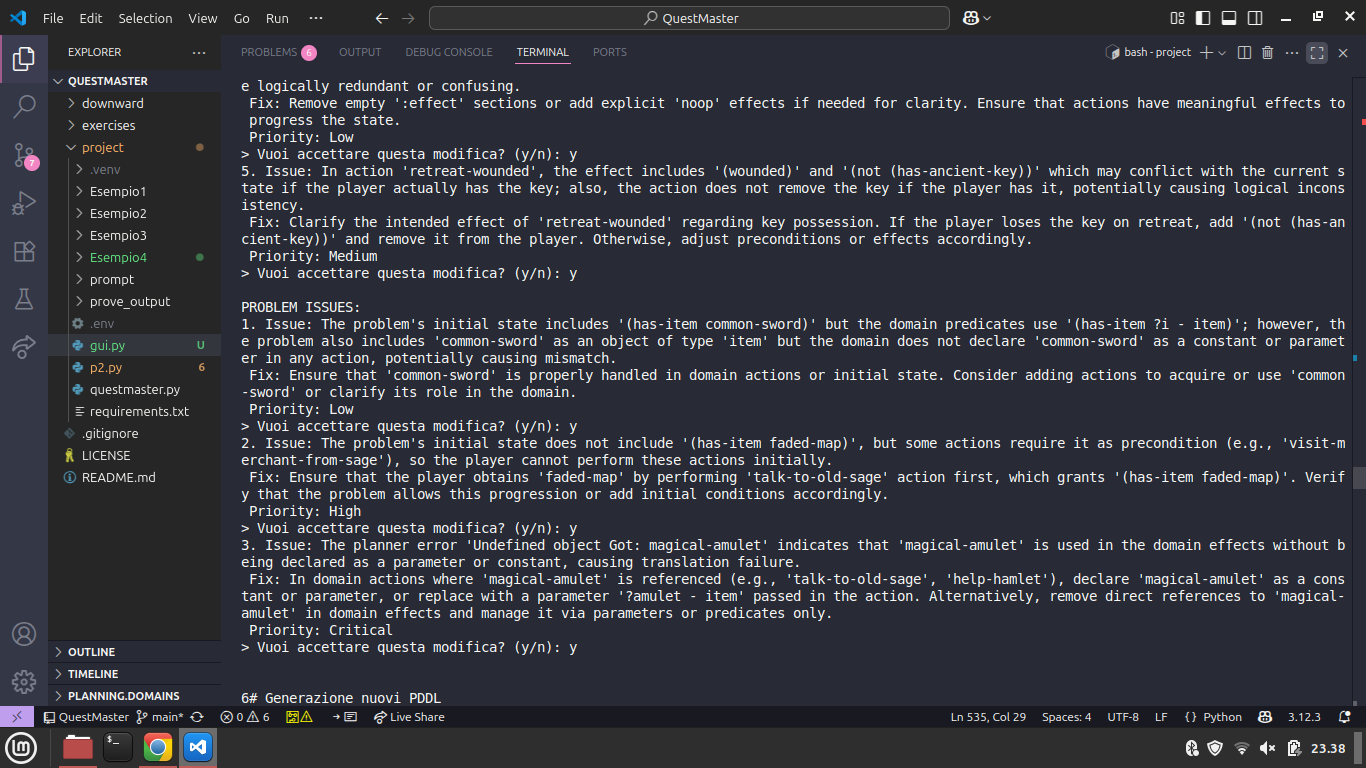 File Edit Selection View Go Run ··· QuestMaster
EXPLORER ···
QUESTMASTER
downward
exercises
project
.venv
Esempio1
Esempio2
Esempio3
Esempio4
prompt
prove_output
.env
gui.py U
p2.py 6
questmaster.py
requirements.txt
.gitignore
LICENSE
README.md
OUTLINE
TIMELINE
PLANNING.DOMAINS
7
PROBLEMS 6 OUTPUT DEBUG CONSOLE TERMINAL PORTS bash - project
e logically redundant or confusing.
Fix: Remove empty ':effect' sections or add explicit 'noop' effects if needed for clarity. Ensure that actions have meaningful effects to
progress the state.
Priority: Low
> Vuoi accettare questa modifica? (y/n): y
5. Issue: In action 'retreat-wounded', the effect includes '(wounded)' and '(not (has-ancient-key))' which may conflict with the current s
tate if the player actually has the key; also, the action does not remove the key if the player has it, potentially causing logical incons
istency.
Fix: Clarify the intended effect of 'retreat-wounded' regarding key possession. If the player loses the key on retreat, add '(not (has-an
cient-key))' and remove it from the player. Otherwise, adjust preconditions or effects accordingly.
Priority: Medium
> Vuoi accettare questa modifica? (y/n): y
PROBLEM ISSUES:
1. Issue: The problem's initial state includes '(has-item common-sword)' but the domain predicates use '(has-item ?i - item)'; however, th
e problem also includes 'common-sword' as an object of type 'item' but the domain does not declare 'common-sword' as a constant or paramet
er in any action, potentially causing mismatch.
Fix: Ensure that 'common-sword' is properly handled in domain actions or initial state. Consider adding actions to acquire or use 'common
-sword' or clarify its role in the domain.
Priority: Low
> Vuoi accettare questa modifica? (y/n): y
2. Issue: The problem's initial state does not include '(has-item faded-map)', but some actions require it as precondition (e.g., 'visit-m
erchant-from-sage'), so the player cannot perform these actions initially.
Fix: Ensure that the player obtains 'faded-map' by performing 'talk-to-old-sage' action first, which grants '(has-item faded-map)'. Verif
y that the problem allows this progression or add initial conditions accordingly.
Priority: High
> Vuoi accettare questa modifica? (y/n): y
3. Issue: The planner error 'Undefined object Got: magical-amulet' indicates that 'magical-amulet' is used in the domain effects without b
eing declared as a parameter or constant, causing translation failure.
Fix: In domain actions where 'magical-amulet' is referenced (e.g., 'talk-to-old-sage', 'help-hamlet'), declare 'magical-amulet' as a cons
tant or parameter, or replace with a parameter '?amulet - item' passed in the action. Alternatively, remove direct references to 'magical-
amulet' in domain effects and manage it via parameters or predicates only.
Priority: Critical
> Vuoi accettare questa modifica? (y/n): y
6# Generazione nuovi PDDL
QuestMaster main* 0 6 Live Share Ln 535, Col 29 Spaces: 4 UTF-8 LF {} Python 3.12.3
23.38